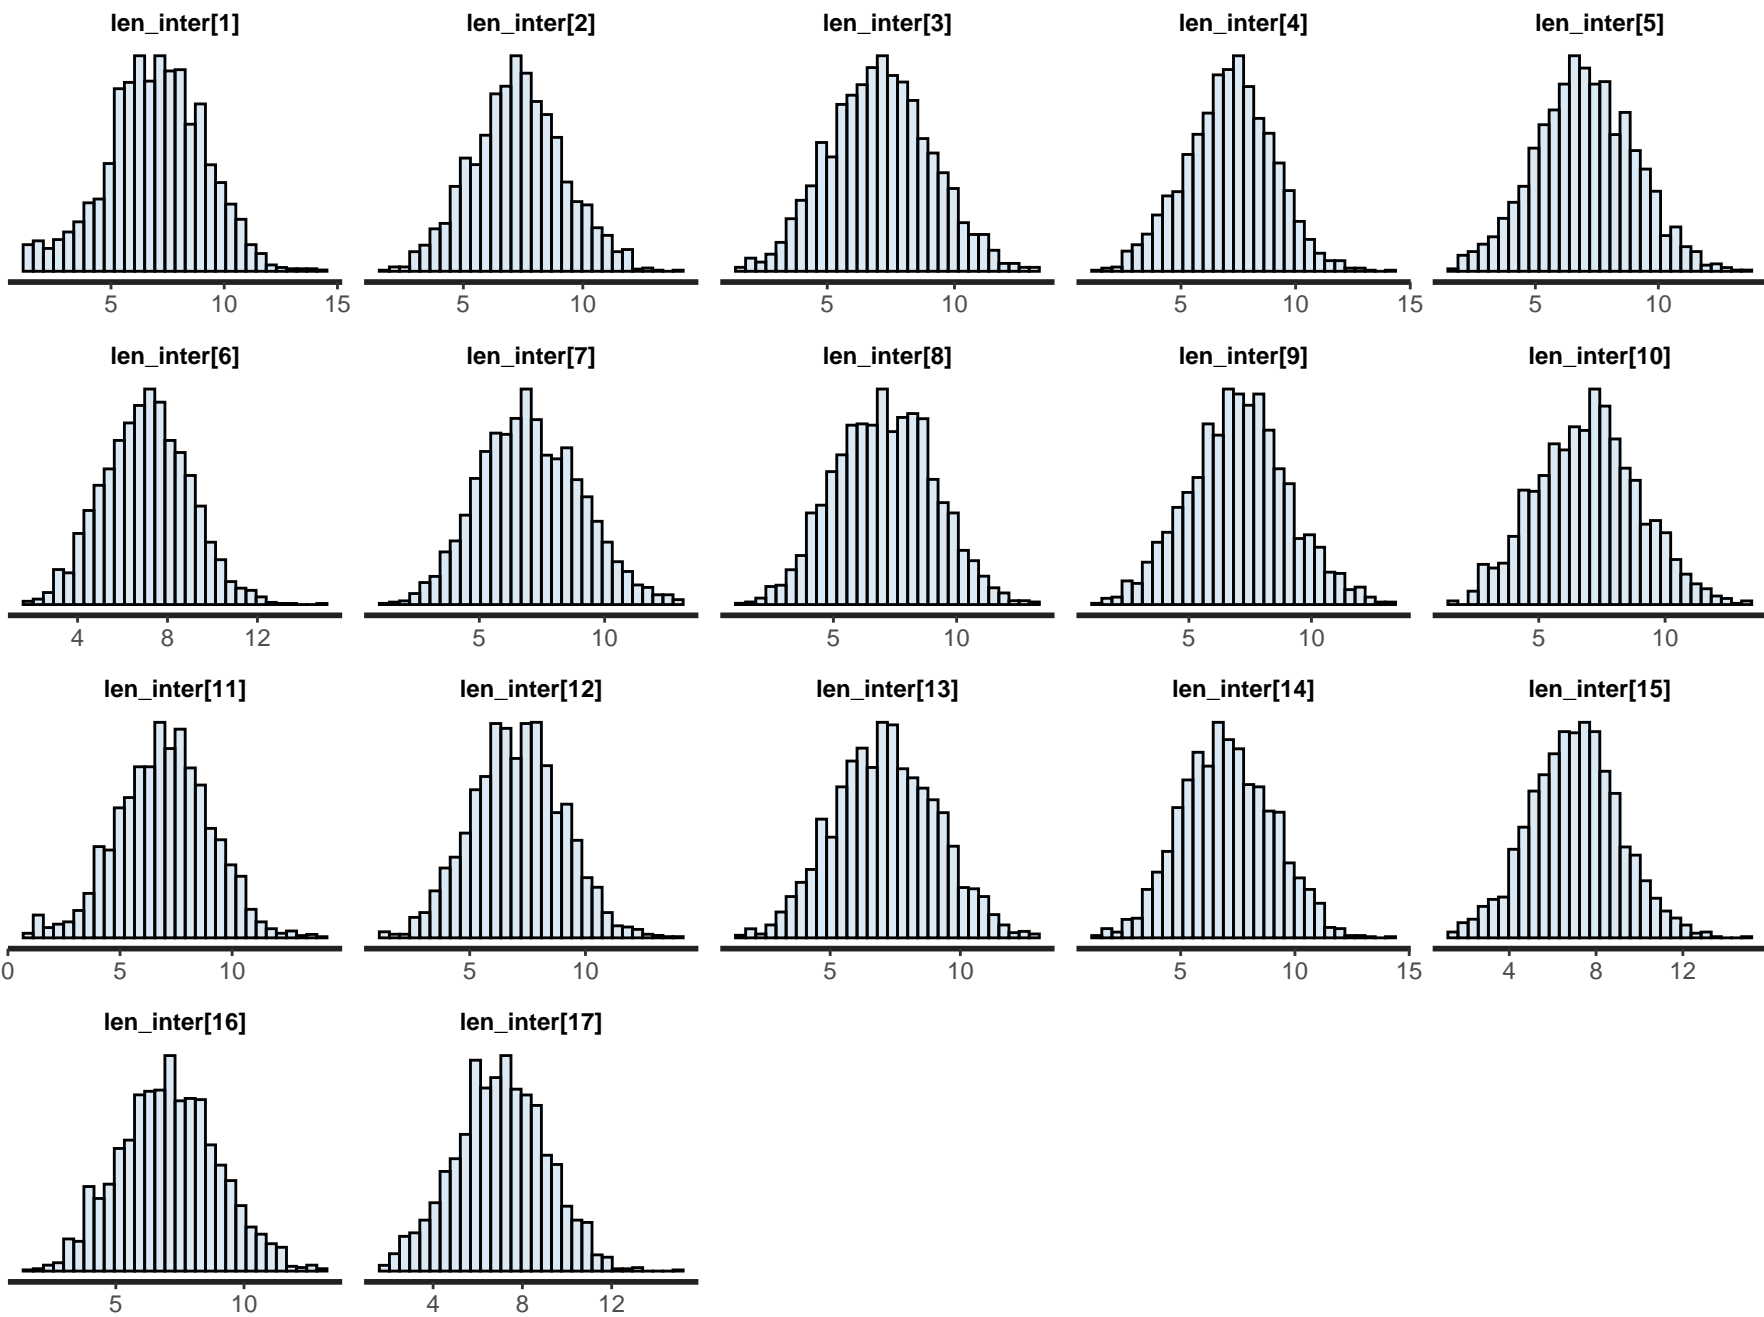 len_inter[1] len_inter[2] len_inter[3] len_inter[4] len_inter[5]
5 10 15 5 10 5 10 5 10 15 5 10
len_inter[6] len_inter[7] len_inter[8] len_inter[9] len_inter[10]
4 8 12 5 10 5 10 5 10 5 10
len_inter[11] len_inter[12] len_inter[13] len_inter[14] len_inter[15]
0 5 10 5 10 5 10 5 10 15 4 8 12
len_inter[16] len_inter[17]
5 10 4 8 12